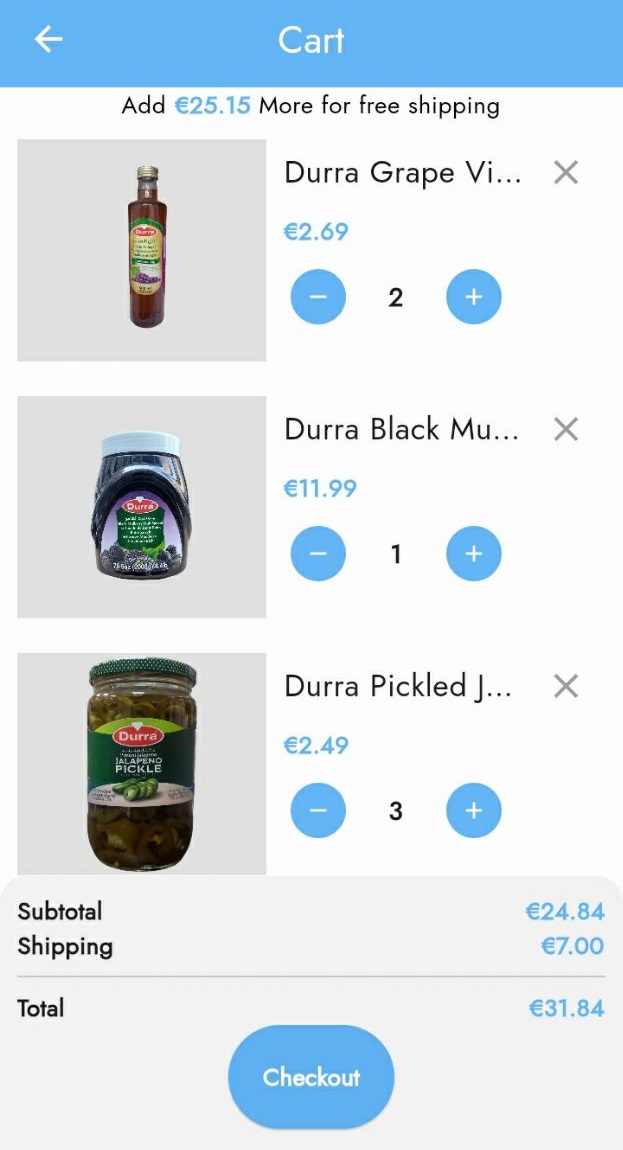 Cart
Add €25.15 More for free shipping
Durra Grape Vi...
€2.69
2
Durra
Durra Black Mu...
€11.99
1
Durra
Durra Pickled J...
€2.49
3
Durra
JALAPENO
PICKLE
Subtotal €24.84
Shipping €7.00
Total €31.84
Checkout